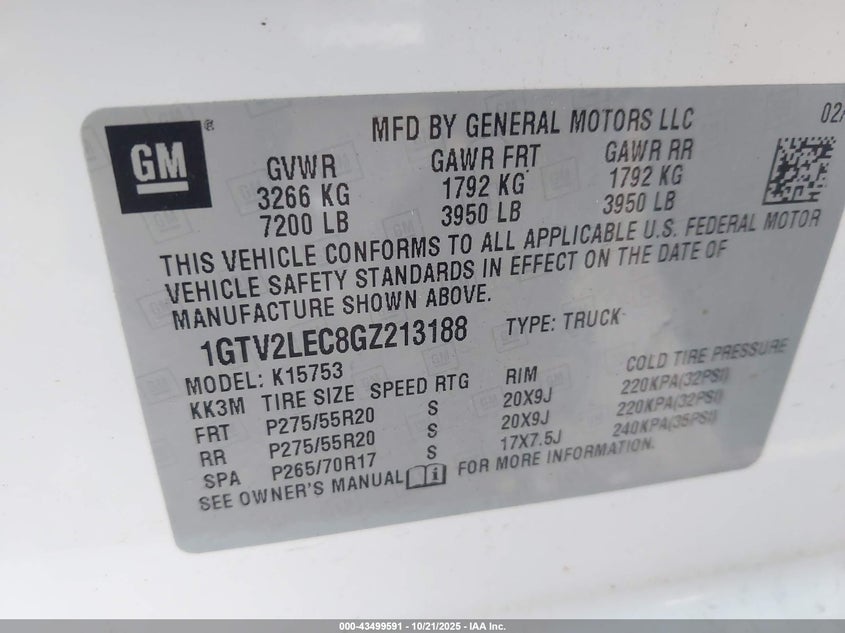 MFD BY GENERAL MOTORS LLC
02/
GM®
GVWR
3266 KG
7200 LB
GAWR FRT
1792 KG
3950 LB
GAWR RR
1792 KG
3950 LB
THIS VEHICLE CONFORMS TO ALL APPLICABLE U.S. FEDERAL MOTOR
VEHICLE SAFETY STANDARDS IN EFFECT ON THE DATE OF
MANUFACTURE SHOWN ABOVE.
1GTV2LEC8GZ213188 TYPE: TRUCK
MODEL: K15753
KK3M TIRE SIZE SPEED RTG RIM COLD TIRE PRESSURE
FRT P275/55R20 S 20X9J 220KPA(32PSI)
RR P275/55R20 S 20X9J 220KPA(32PSI)
SPA P265/70R17 S 17X7.5J 240KPA(35PSI)
SEE OWNER'S MANUAL FOR MORE INFORMATION.
000-43499591 - 10/21/2025 - IAA Inc.